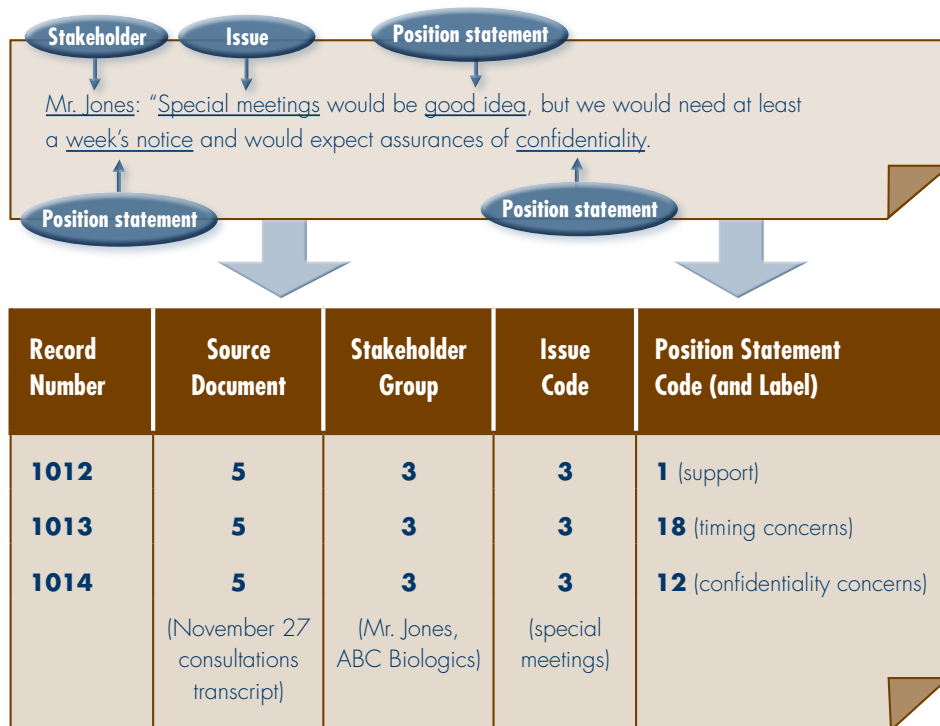 Stakeholder Issue Position statement
Mr. Jones: “Special meetings would be good idea, but we would need at least
a week’s notice and would expect assurances of confidentiality.
Position statement Position statement
Record Number
Source Document
Stakeholder Group
Issue Code
Position Statement Code (and Label)
1012 5 3 3 1 (support)
1013 5 3 3 18 (timing concerns)
1014 5 3 3 12 (confidentiality concerns)
(November 27 consultations transcript)
(Mr. Jones, ABC Biologics)
(special meetings)